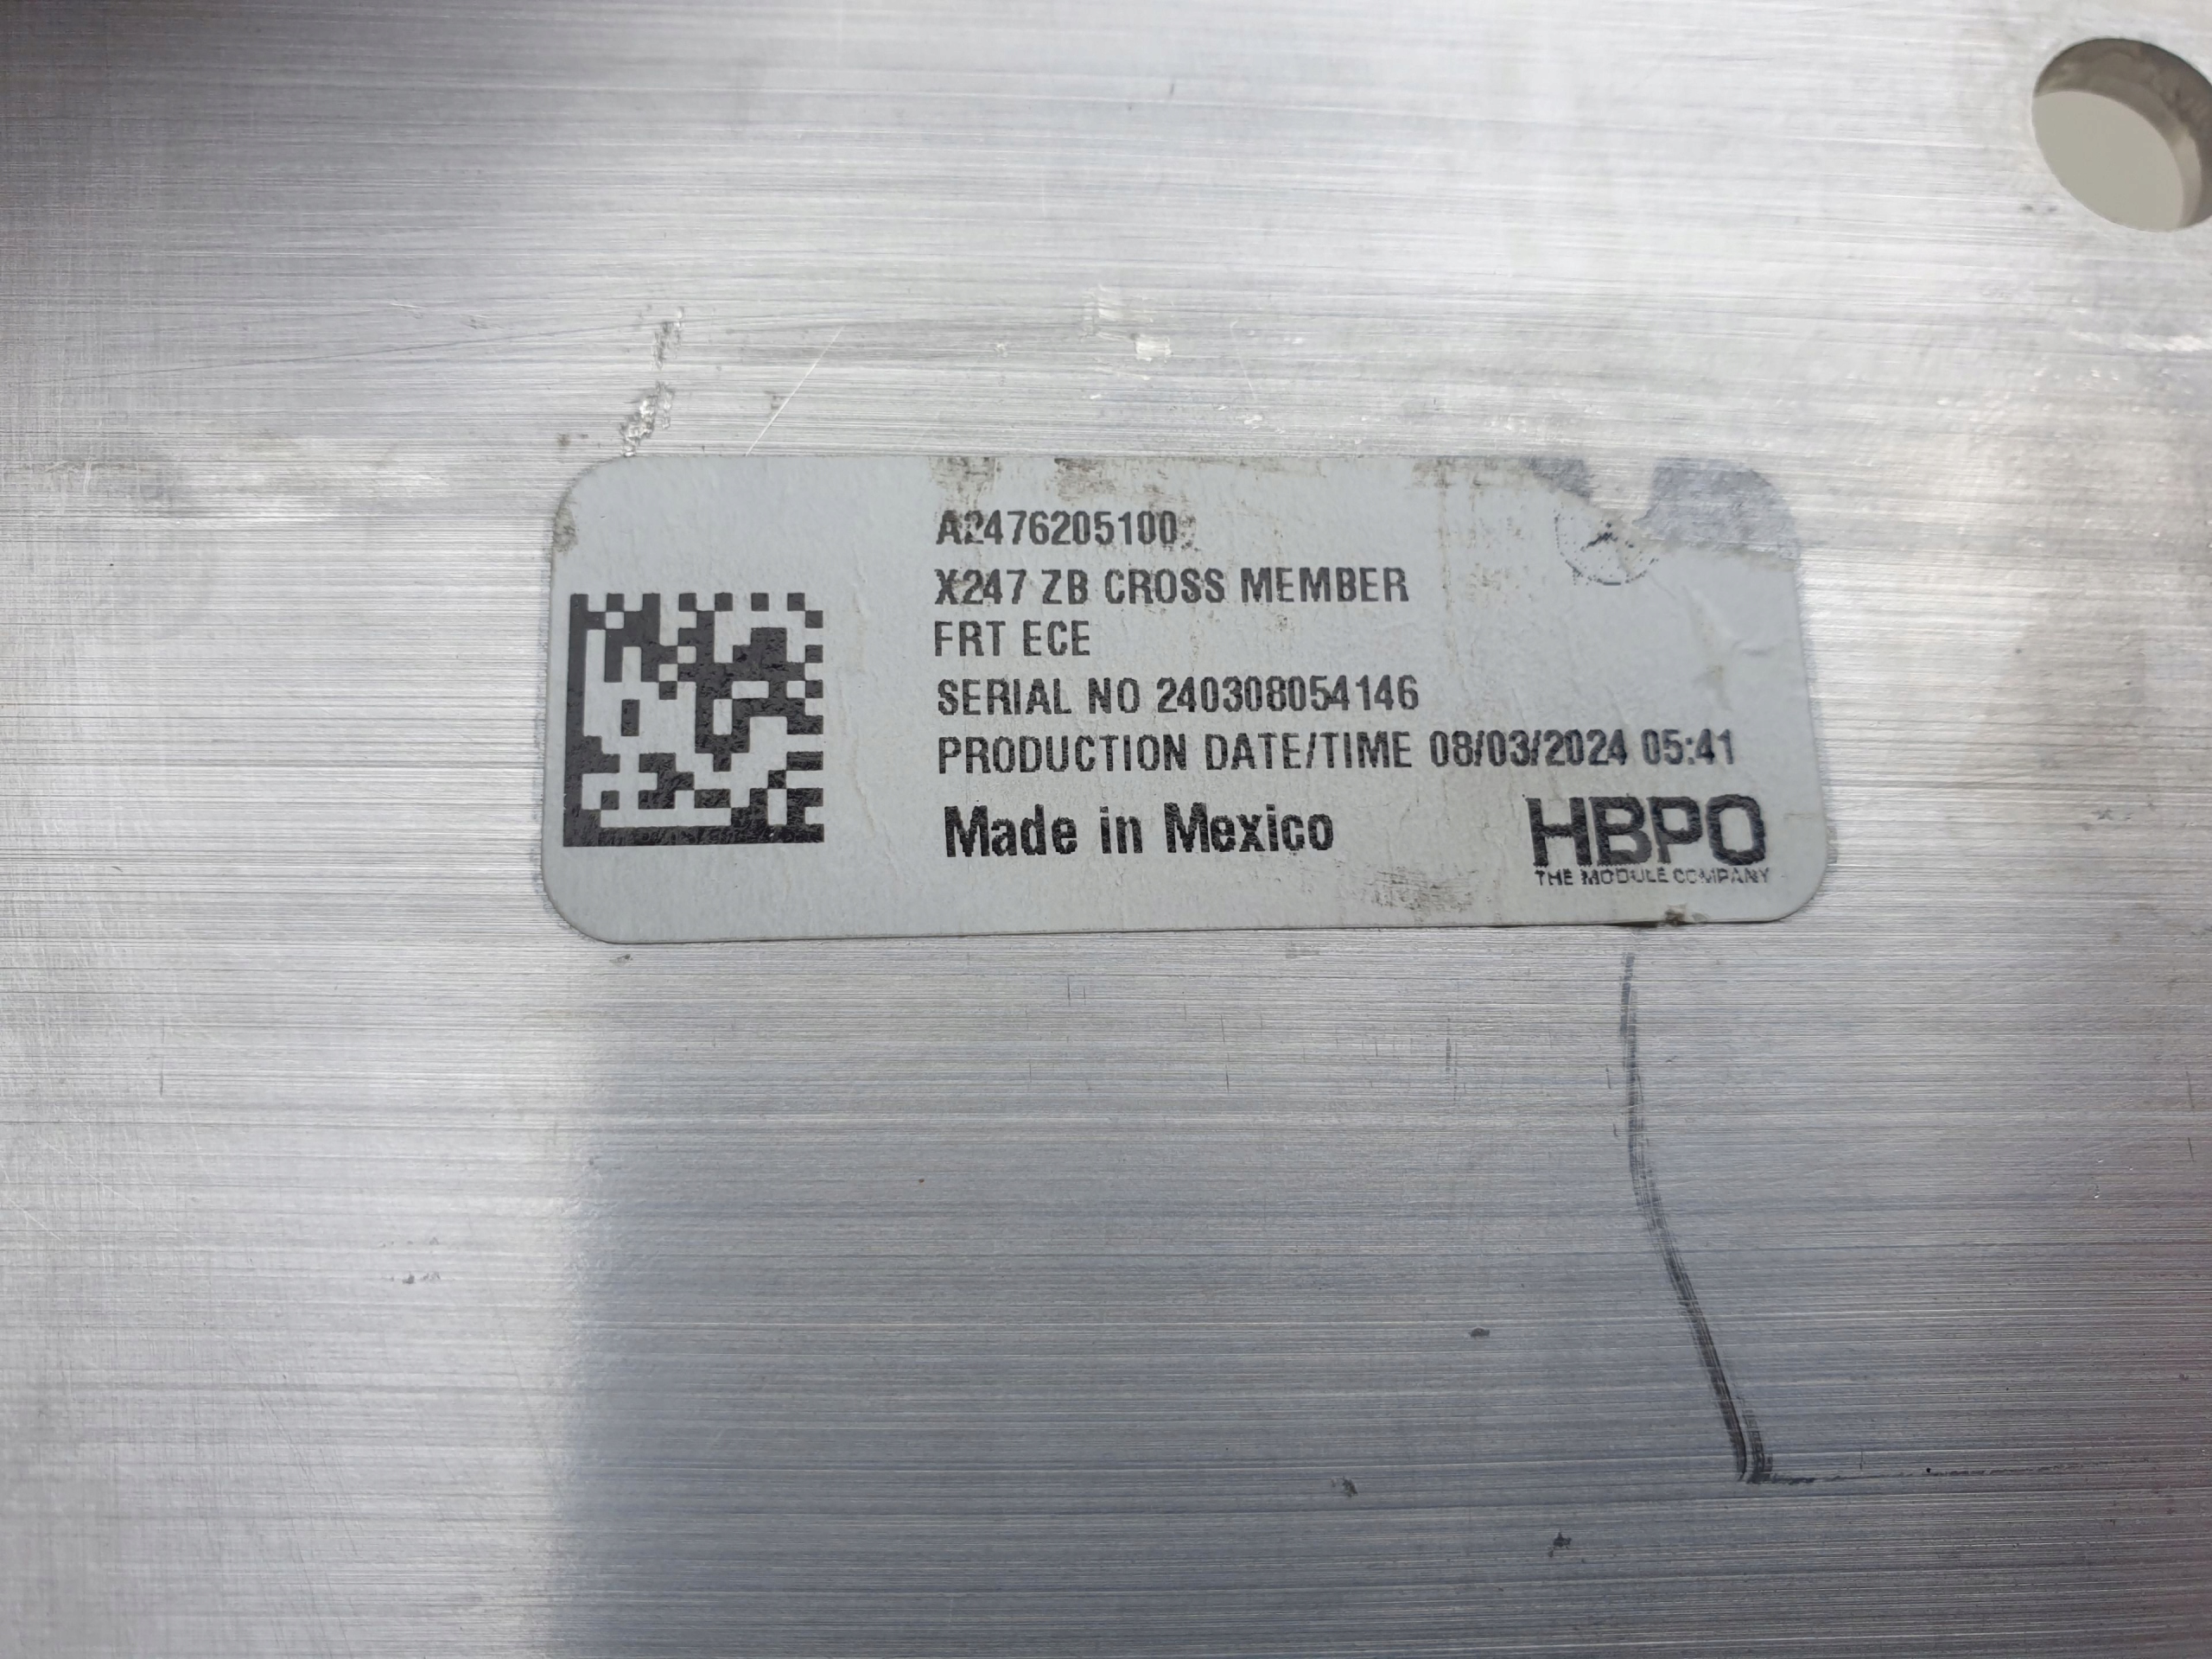 A2476205100
X247 ZB CROSS MEMBER
FRT ECE
SERIAL NO 240308054146
PRODUCTION DATE/TIME 08/03/2024 05:41
Made in Mexico
HBPO
THE MODULE COMPANY